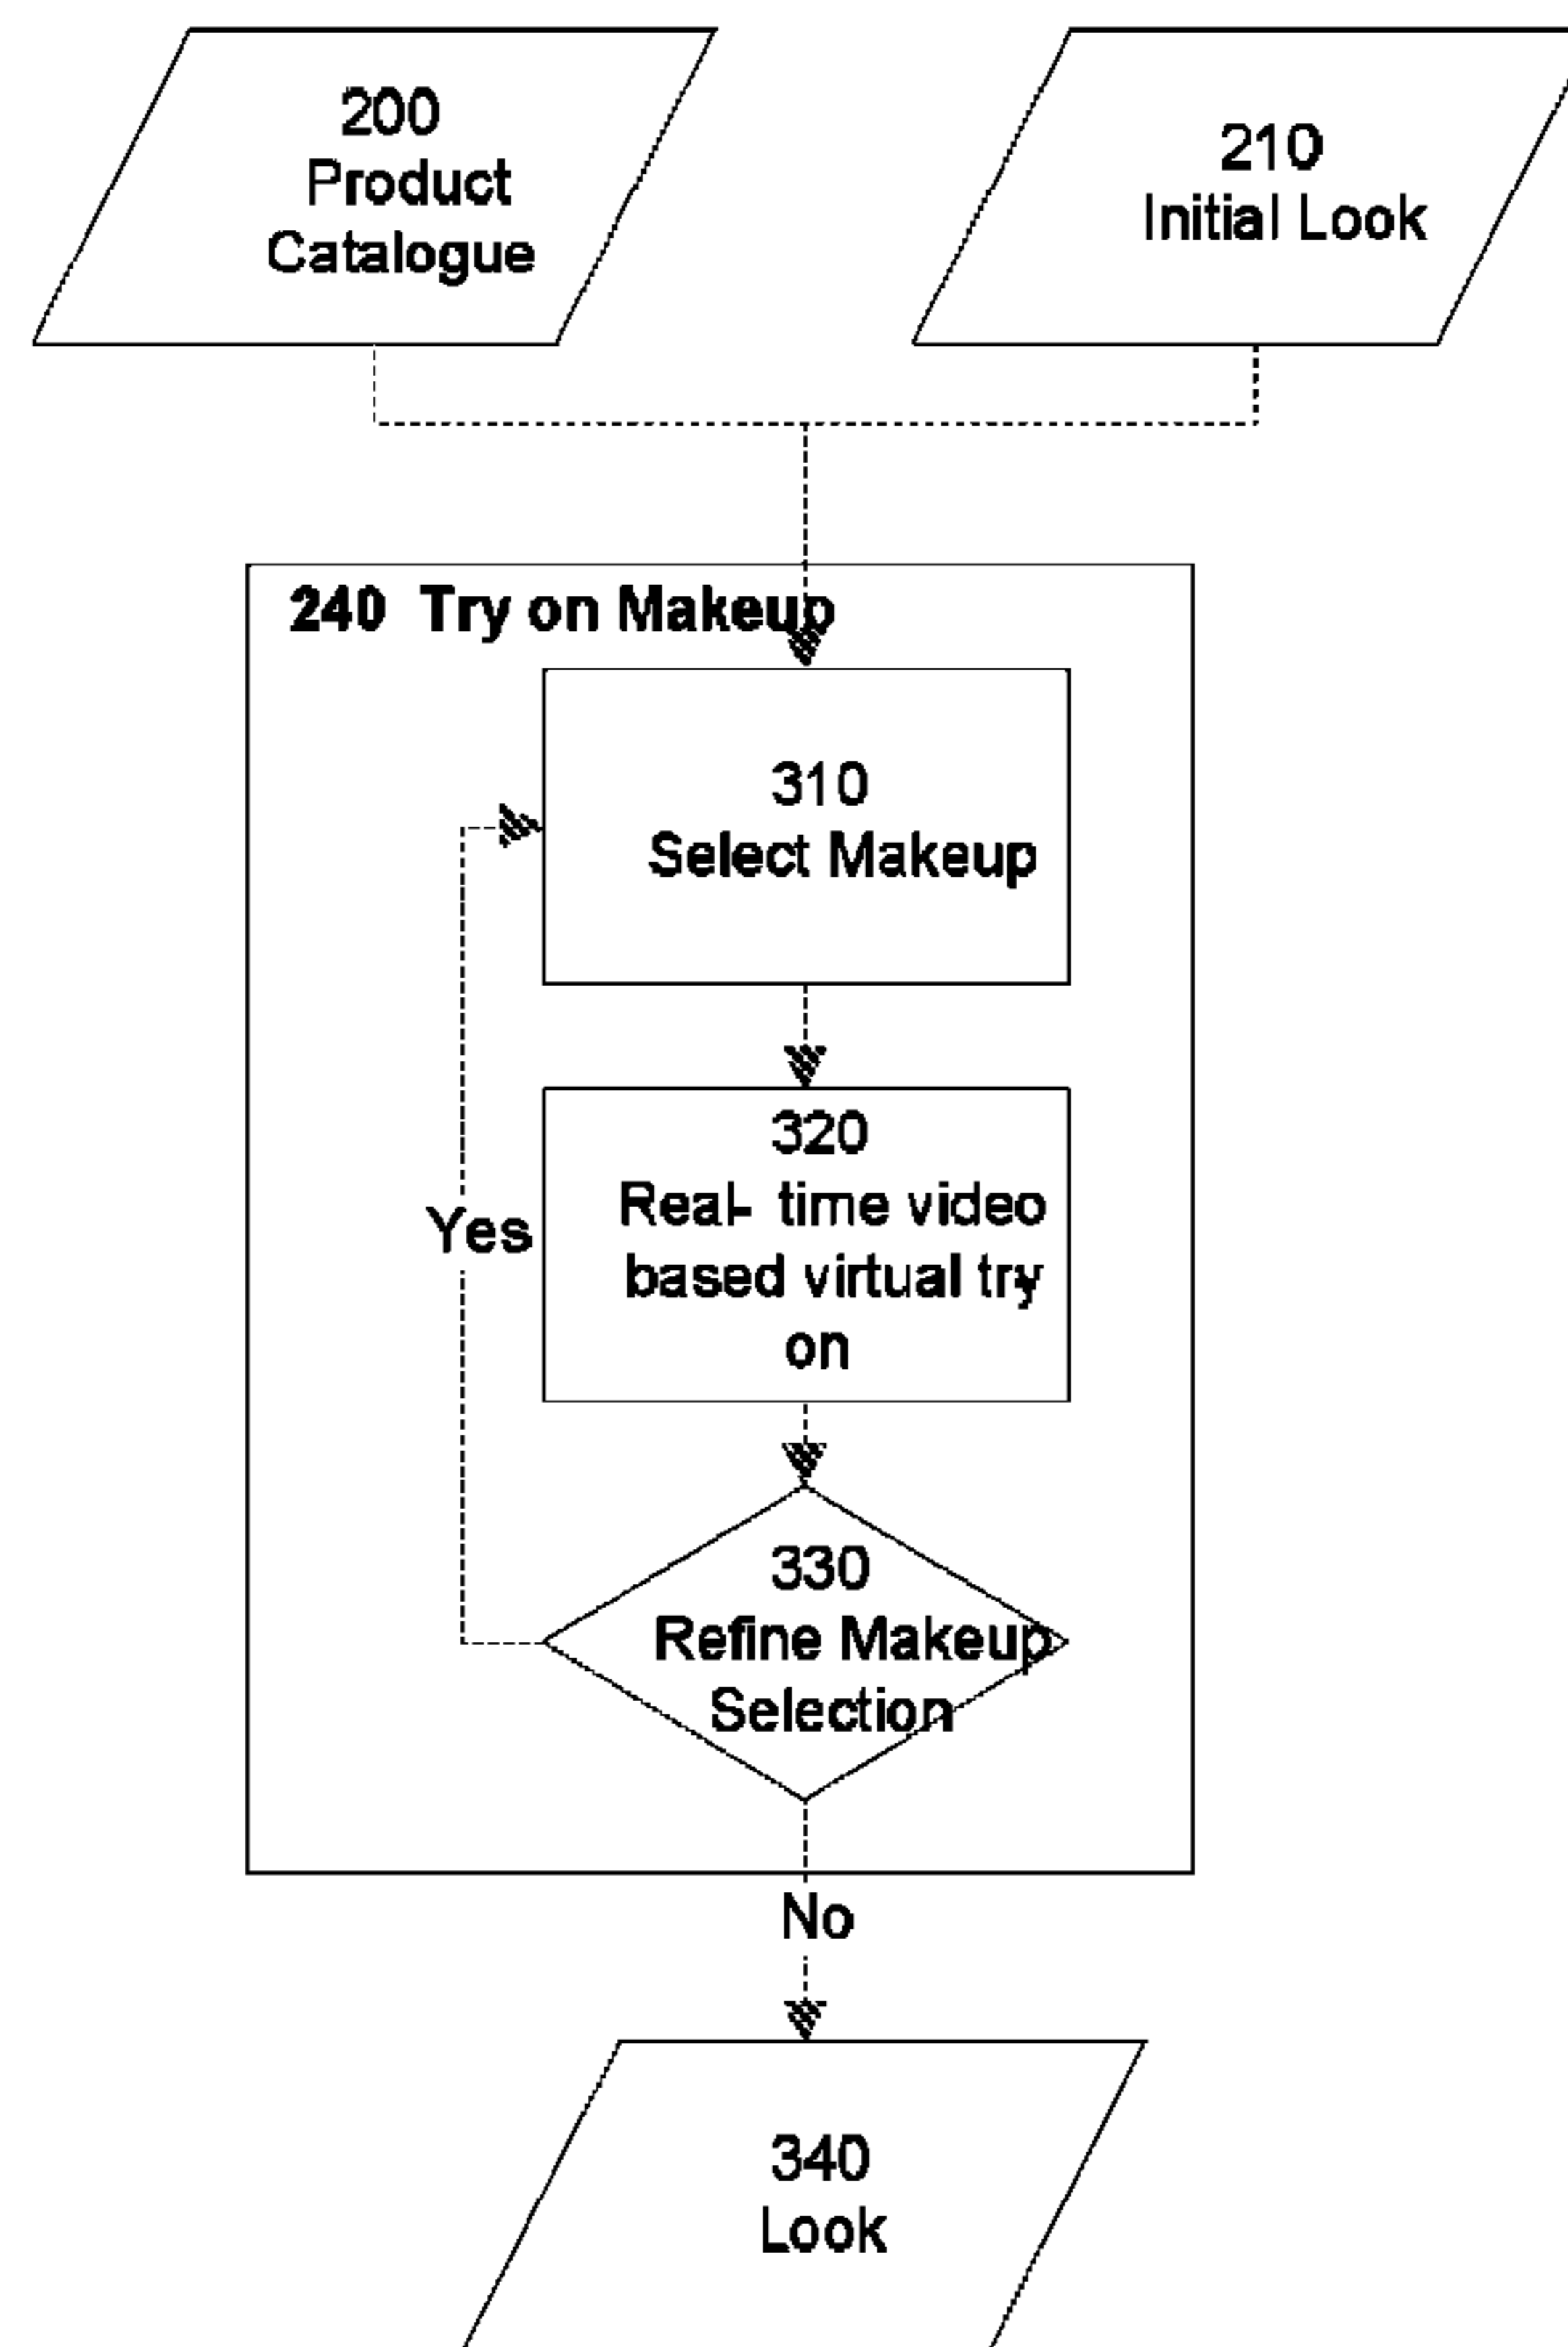 200
Product
Catalogue
210
Initial Look
240 Try on Makeup
310
Select Makeup
320
Real- time video
based virtual try
on
Yes
330
Refine Makeup
Selection
No
340
Look